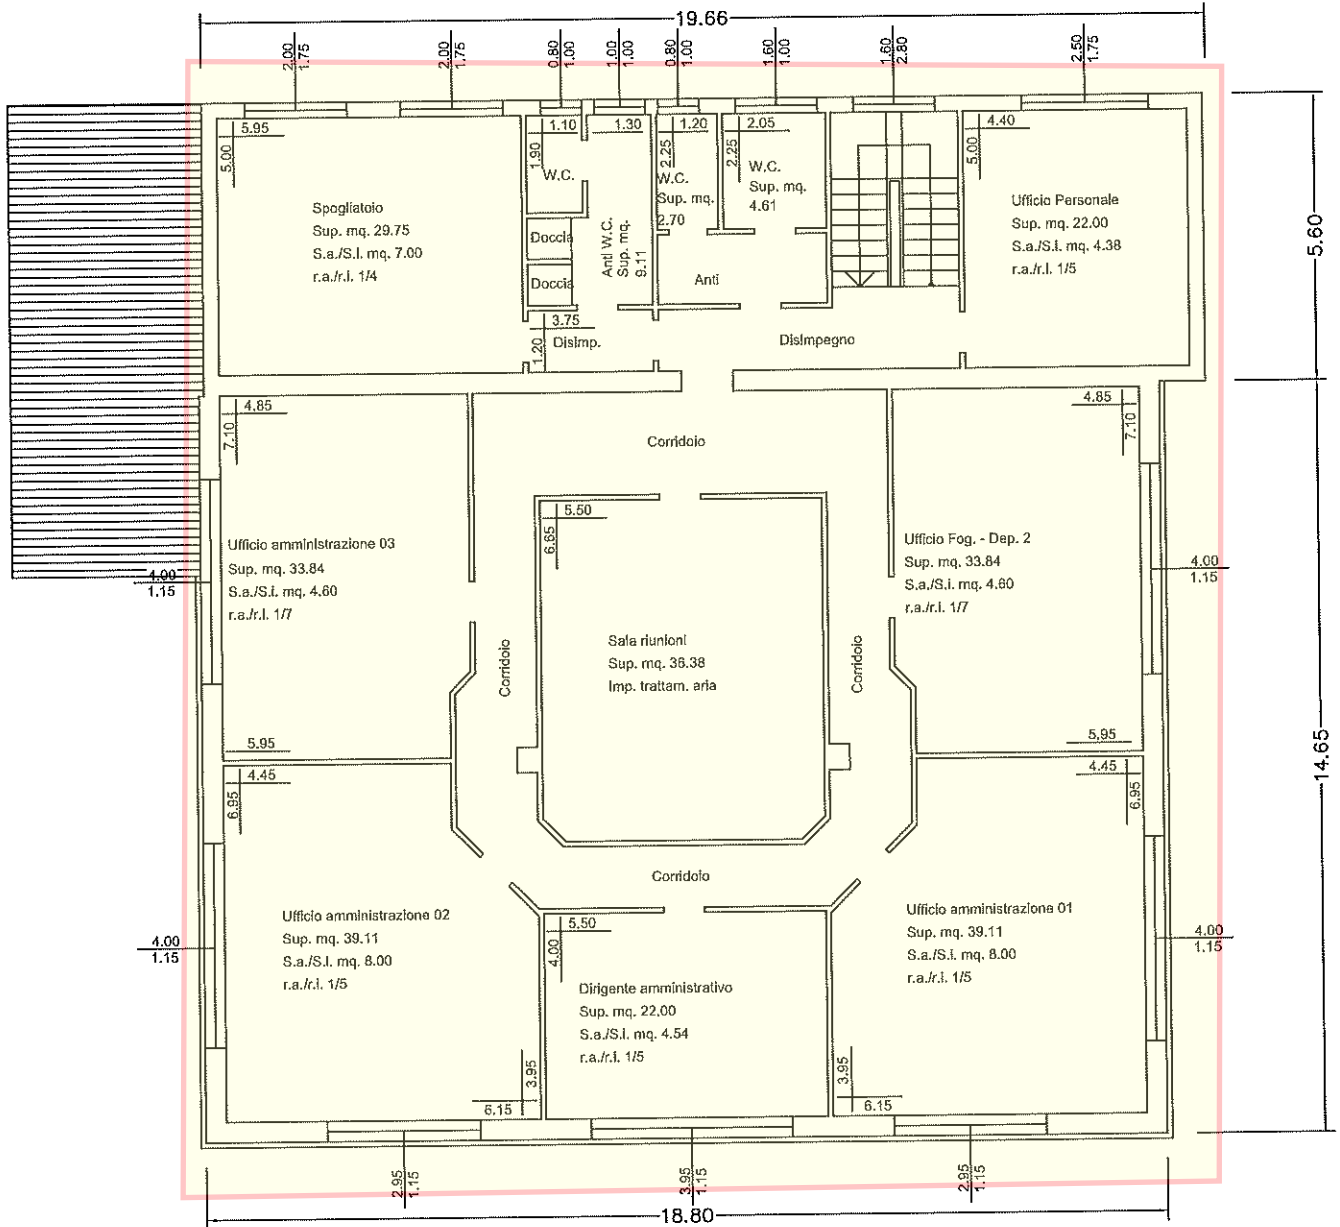 19.66
2.00
1.75
2.00
1.75
0.80
1.00
1.00
1.00
0.80
1.00
1.60
1.00
1.60
2.80
2.50
1.75
5.95
5.00
Spogliatoio
Sup. mq. 29.75
S.a./S.i. mq. 7.00
r.a./r.i. 1/4
1.10
1.90
W.C.
1.30
Anti W.C.
Sup. mq.
9.11
Doccia
Doccia
1.20
2.25
W.C.
Sup. mq.
2.70
2.05
2.25
W.C.
Sup. mq.
4.61
Anti
3.75
1.20
Disimp.
Disimpegno
4.40
5.00
Ufficio Personale
Sup. mq. 22.00
S.a./S.i. mq. 4.38
r.a./r.i. 1/5
5.60
4.85
7.10
Ufficio amministrazione 03
Sup. mq. 33.84
S.a./S.i. mq. 4.60
r.a./r.i. 1/7
5.95
4.00
1.15
Corridoio
Corridoio
5.50
6.65
Sala riunioni
Sup. mq. 36.38
Imp. trattam. aria
Corridoio
4.85
7.10
Ufficio Fog. - Dep. 2
Sup. mq. 33.84
S.a./S.i. mq. 4.60
r.a./r.i. 1/7
5.95
4.00
1.15
14.65
4.45
6.95
Ufficio amministrazione 02
Sup. mq. 39.11
S.a./S.i. mq. 8.00
r.a./r.i. 1/5
3.95
6.15
4.00
1.15
Corridoio
5.50
4.00
Dirigente amministrativo
Sup. mq. 22.00
S.a./S.i. mq. 4.54
r.a./r.i. 1/5
4.45
6.95
Ufficio amministrazione 01
Sup. mq. 39.11
S.a./S.i. mq. 8.00
r.a./r.i. 1/5
3.95
6.15
4.00
1.15
2.95
1.15
3.95
1.15
2.95
1.15
18.80